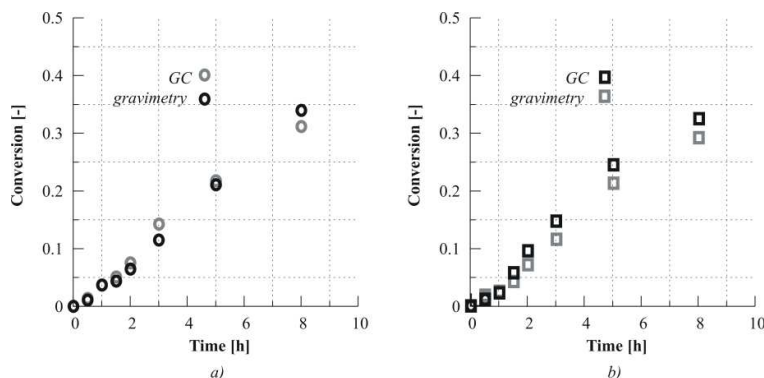 0.5
0.4
0.3
0.2
0.1
0
Conversion [-]
GC
gravimetry
0 2 4 6 8 10
Time [h]
a)
0.5
0.4
0.3
0.2
0.1
0
Conversion [-]
GC
gravimetry
0 2 4 6 8 10
Time [h]
b)